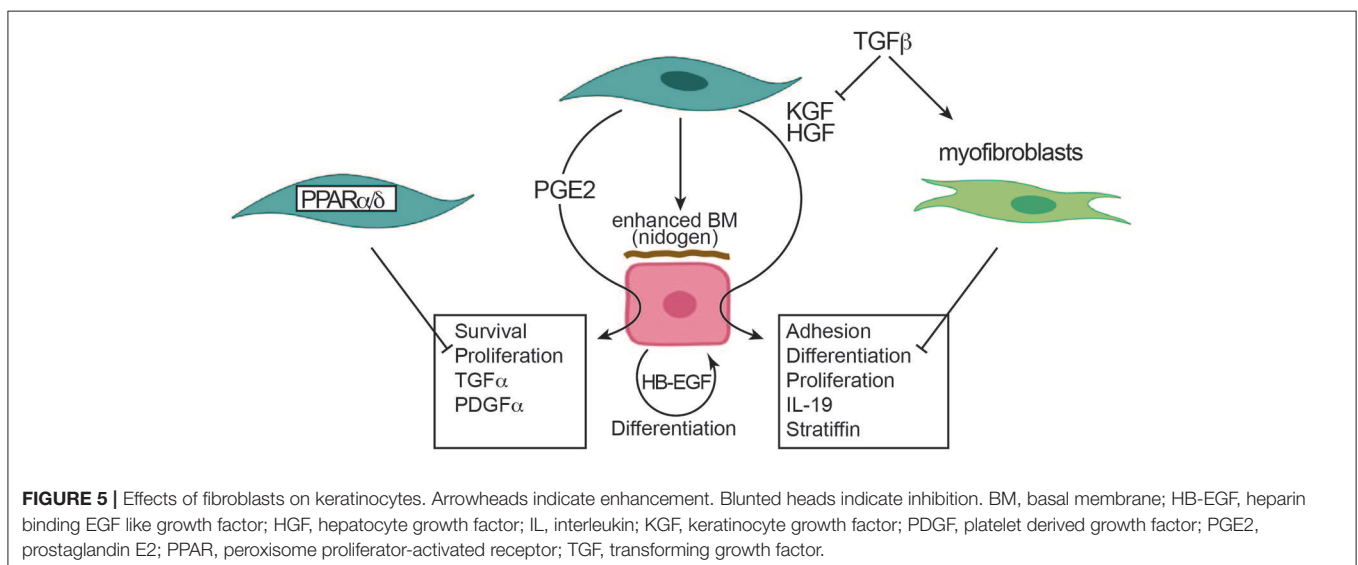 TGFβ
KGF
HGF
myofibroblasts
PPARα/δ
PGE2
enhanced BM
(nidogen)
Survival
Proliferation
TGFα
PDGFα
HB-EGF
Differentiation
Adhesion
Differentiation
Proliferation
IL-19
Stratiffin
FIGURE 5 | Effects of fibroblasts on keratinocytes. Arrowheads indicate enhancement. Blunted heads indicate inhibition. BM, basal membrane; HB-EGF, heparin
binding EGF like growth factor; HGF, hepatocyte growth factor; IL, interleukin; KGF, keratinocyte growth factor; PDGF, platelet derived growth factor; PGE2,
prostaglandin E2; PPAR, peroxisome proliferator-activated receptor; TGF, transforming growth factor.